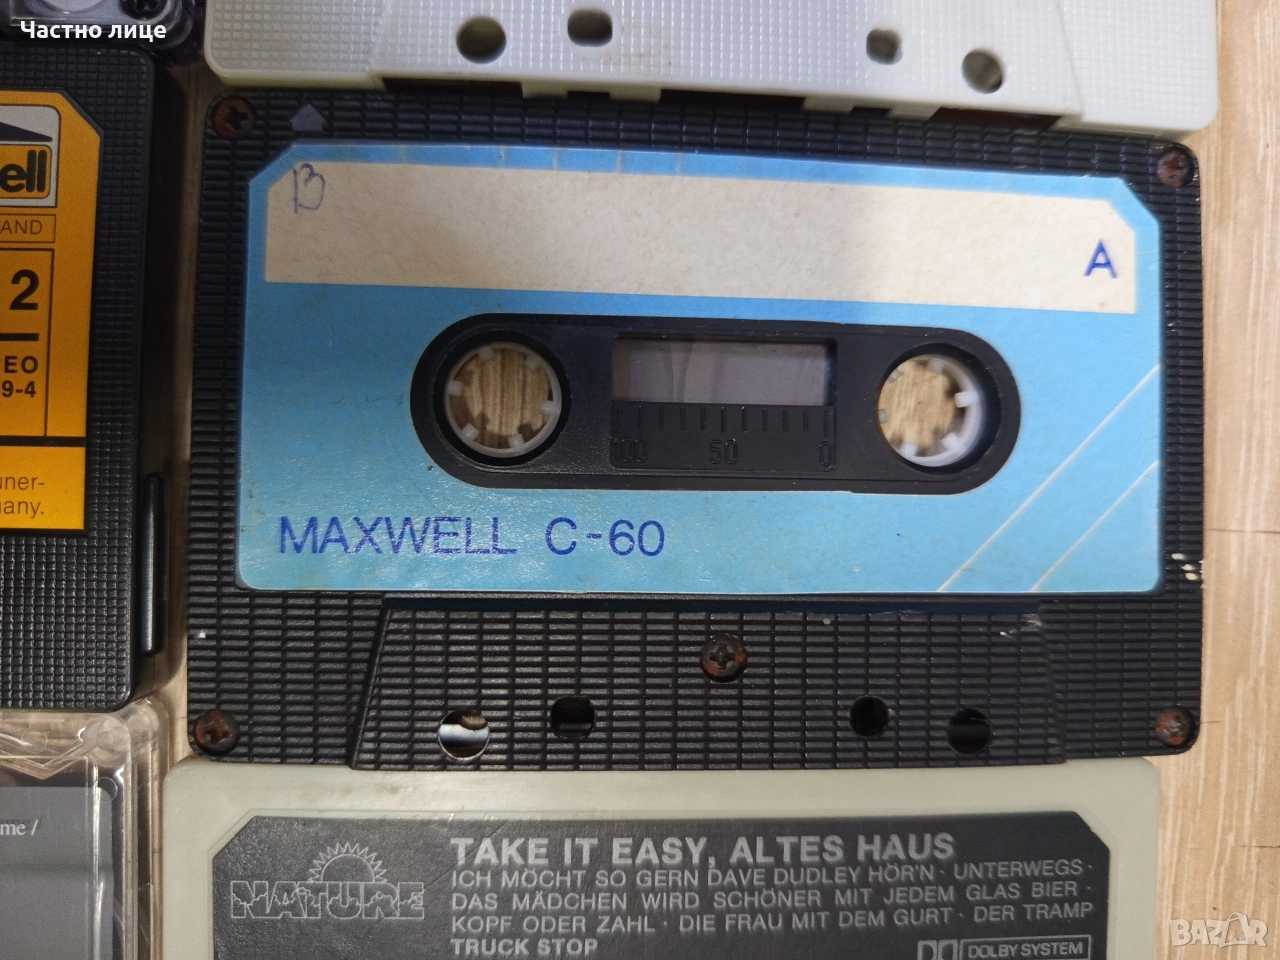 Частно лице
ell
AND
2
EO
9-4
any.
me /
B
A
100 50 0
MAXWELL C-60
NATURE
TAKE IT EASY, ALTES HAUS
ICH MÖCHT SO GERN DAVE DUDLEY HÖR'N · UNTERWEGS ·
DAS MÄDCHEN WIRD SCHÖNER MIT JEDEM GLAS BIER ·
KOPF ODER ZAHL · DIE FRAU MIT DEM GURT · DER TRAMP
TRUCK STOP
DOLBY SYSTEM
BAZAR